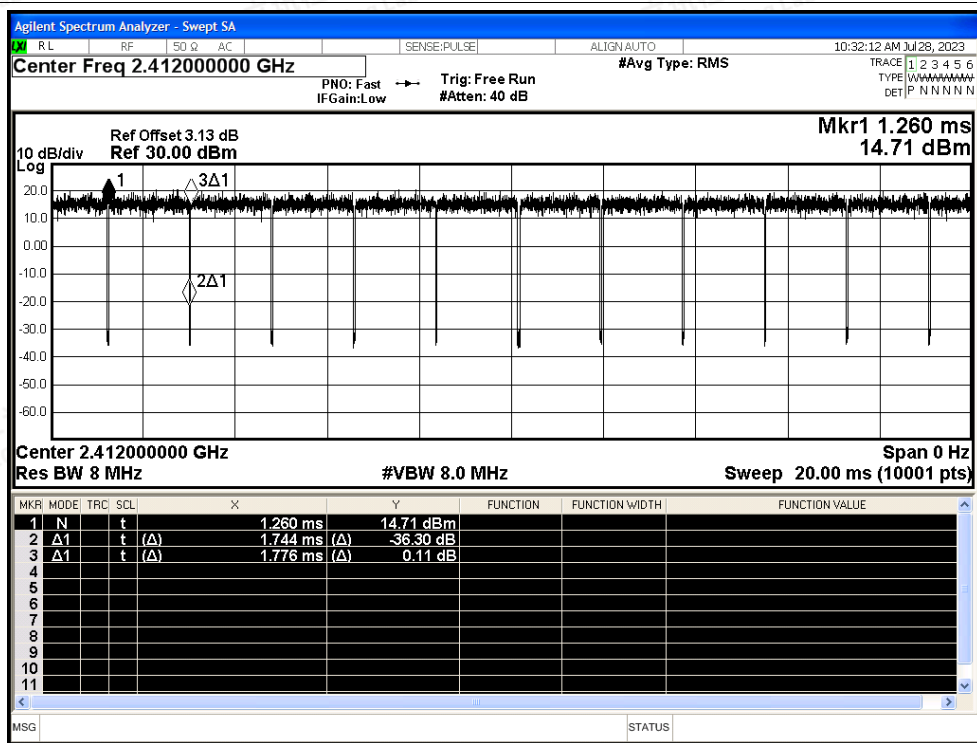 Agilent Spectrum Analyzer - Swept SA
LXI RL RF 50 Ω AC SENSE:PULSE ALIGN AUTO 10:32:12 AM Jul 28, 2023
Center Freq 2.412000000 GHz
PNO: Fast
IFGain:Low
Trig: Free Run
#Atten: 40 dB
#Avg Type: RMS
TRACE 1 2 3 4 5 6
TYPE WWWWWW
DET P N N N N N
Mkr1 1.260 ms
14.71 dBm
Ref Offset 3.13 dB
10 dB/div Ref 30.00 dBm
Log
1 3Δ1
20.0
10.0
0.00
-10.0
2Δ1
-20.0
-30.0
-40.0
-50.0
-60.0
Center 2.412000000 GHz Span 0 Hz
Res BW 8 MHz #VBW 8.0 MHz Sweep 20.00 ms (10001 pts)
MKR MODE TRC SCL X Y FUNCTION FUNCTION WIDTH FUNCTION VALUE
1 N t 1.260 ms 14.71 dBm
2 Δ1 t (Δ) 1.744 ms (Δ) -36.30 dB
3 Δ1 t (Δ) 1.776 ms (Δ) 0.11 dB
4
5
6
7
8
9
10
11
MSG STATUS